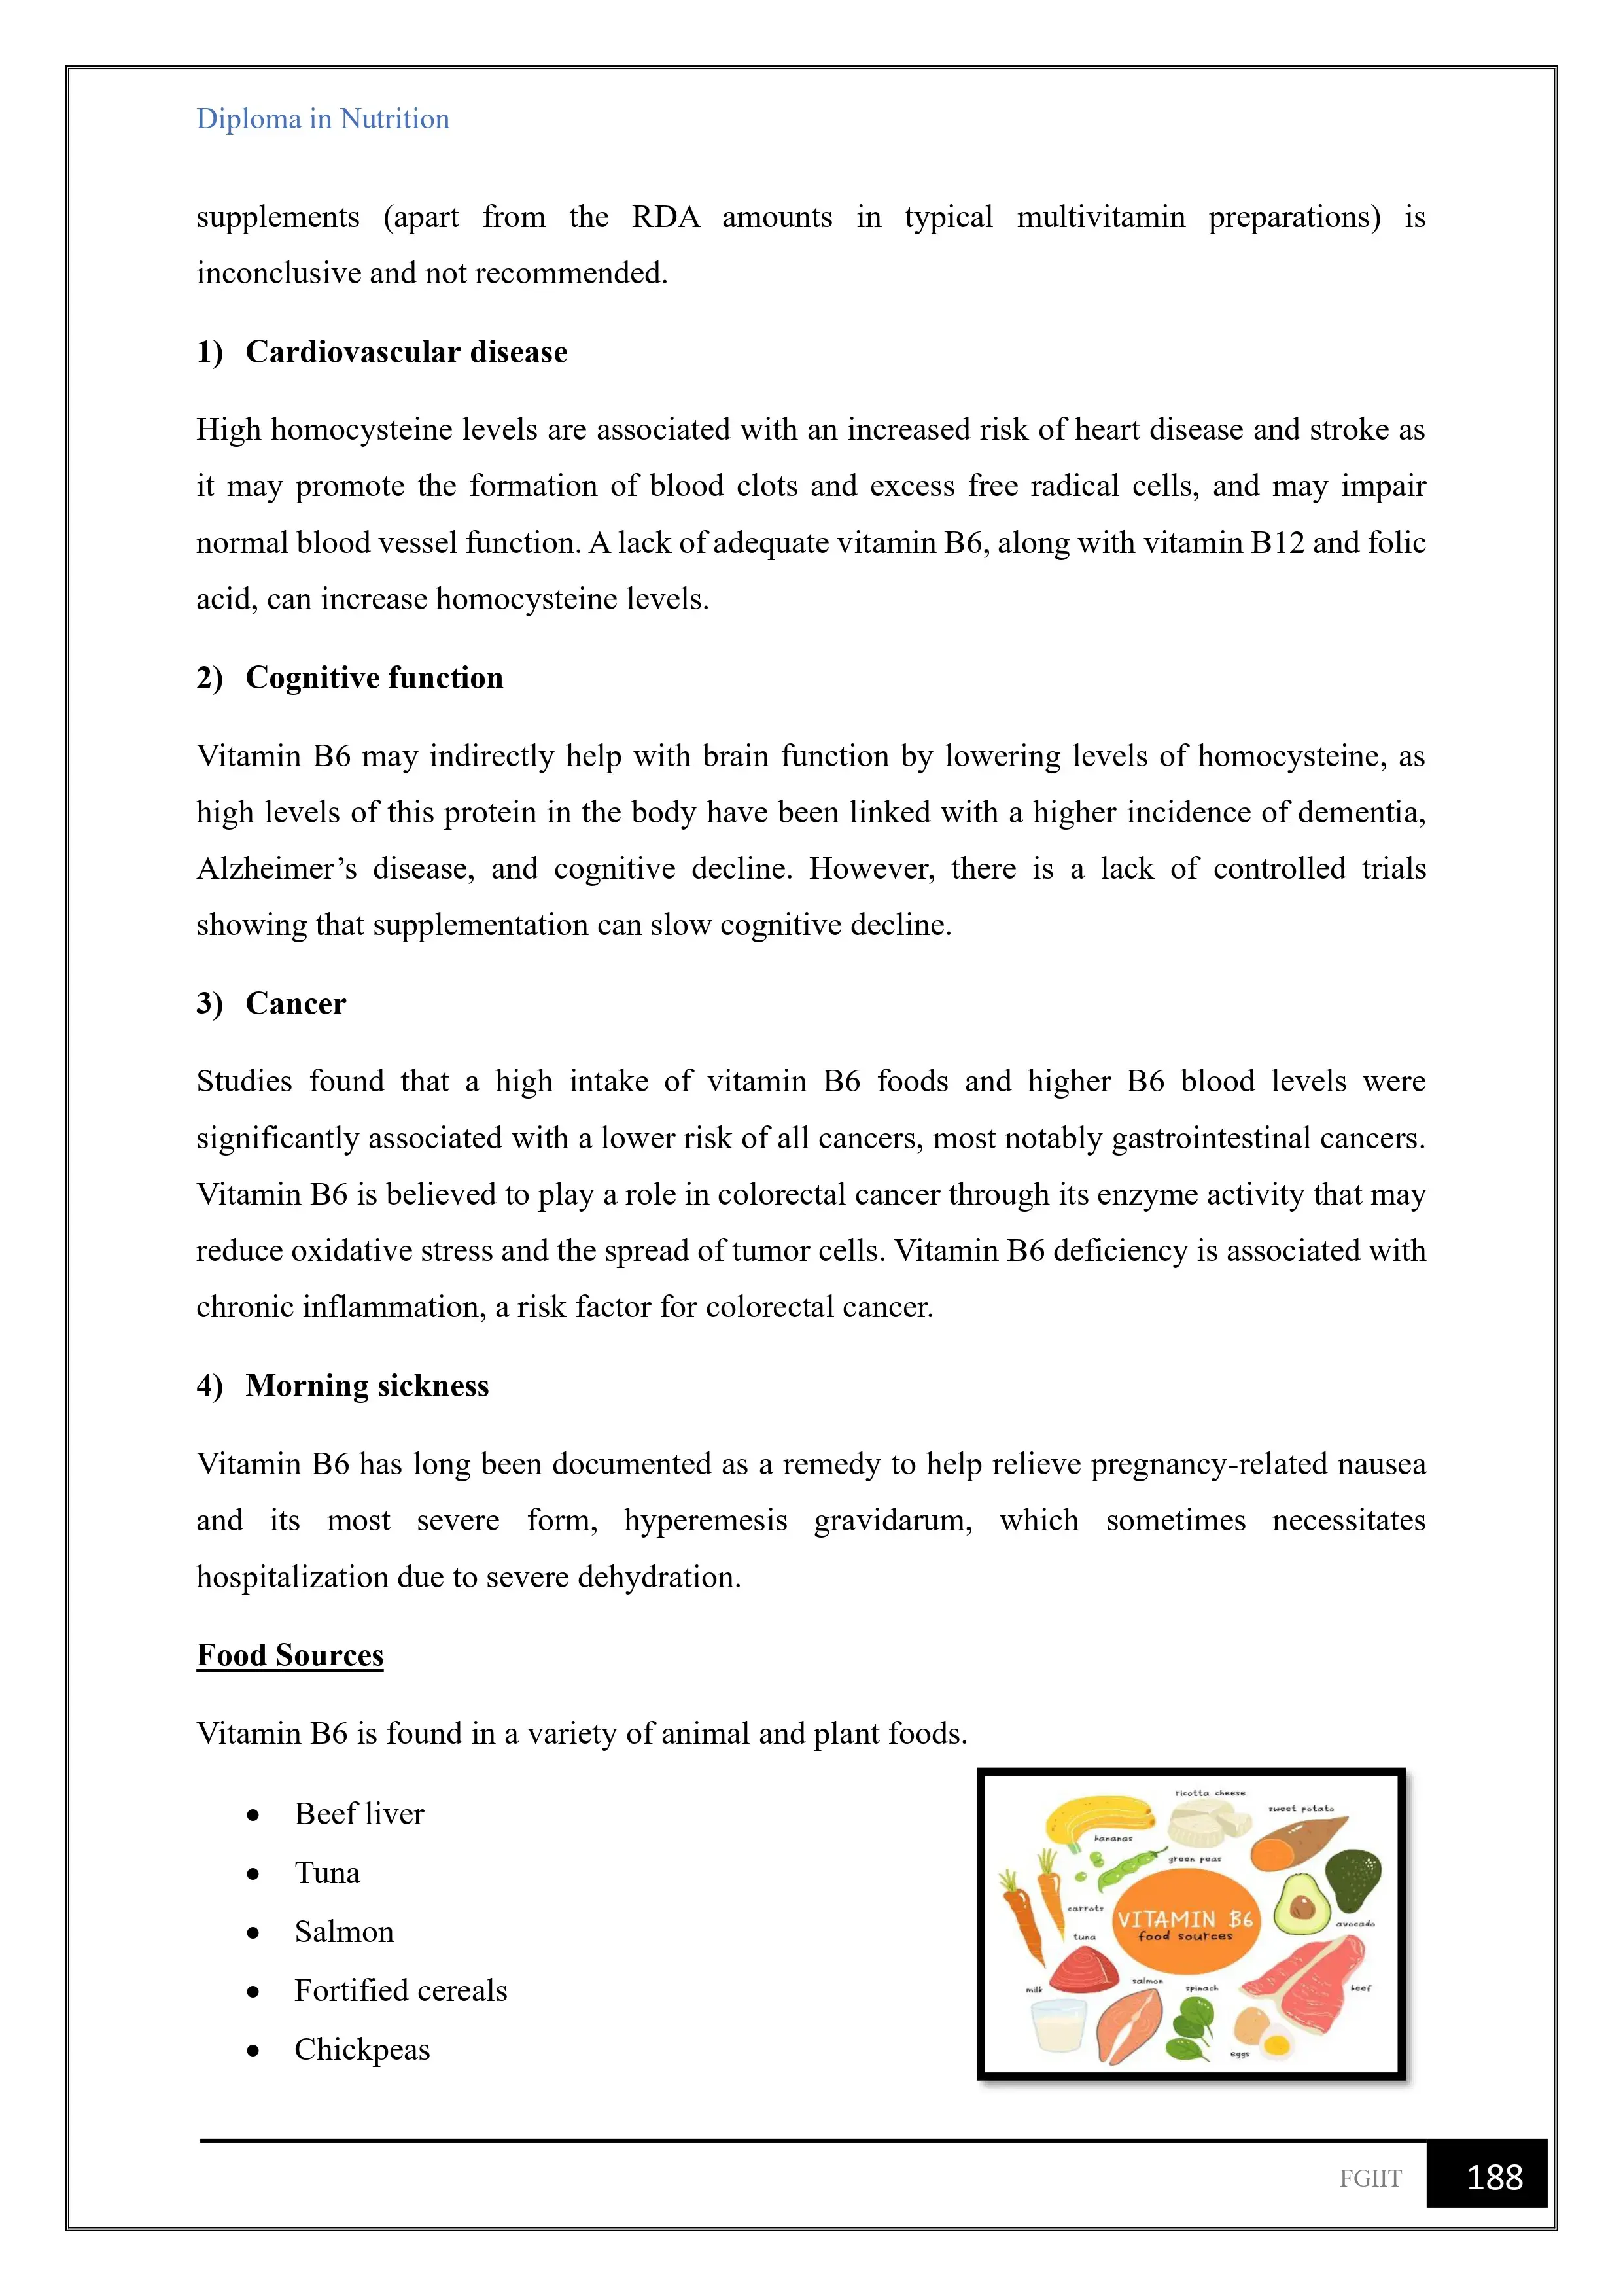 Diploma in Nutrition
supplements (apart from the RDA amounts in typical multivitamin preparations) is
inconclusive and not recommended.
1) Cardiovascular disease
High homocysteine levels are associated with an increased risk of heart disease and stroke as
it may promote the formation of blood clots and excess free radical cells, and may impair
normal blood vessel function. A lack of adequate vitamin B6, along with vitamin B12 and folic
acid, can increase homocysteine levels.
2) Cognitive function
Vitamin B6 may indirectly help with brain function by lowering levels of homocysteine, as
high levels of this protein in the body have been linked with a higher incidence of dementia,
Alzheimer’s disease, and cognitive decline. However, there is a lack of controlled trials
showing that supplementation can slow cognitive decline.
3) Cancer
Studies found that a high intake of vitamin B6 foods and higher B6 blood levels were
significantly associated with a lower risk of all cancers, most notably gastrointestinal cancers.
Vitamin B6 is believed to play a role in colorectal cancer through its enzyme activity that may
reduce oxidative stress and the spread of tumor cells. Vitamin B6 deficiency is associated with
chronic inflammation, a risk factor for colorectal cancer.
4) Morning sickness
Vitamin B6 has long been documented as a remedy to help relieve pregnancy-related nausea
and its most severe form, hyperemesis gravidarum, which sometimes necessitates
hospitalization due to severe dehydration.
Food Sources
Vitamin B6 is found in a variety of animal and plant foods.
• Beef liver
• Tuna
• Salmon
• Fortified cereals
• Chickpeas
ricotta cheese
sweet potato
bananas
green peas
carrots
VITAMIN B6
food sources
avocado
tuna
salmon
milk
spinach
beef
eggs
FGIIT 188